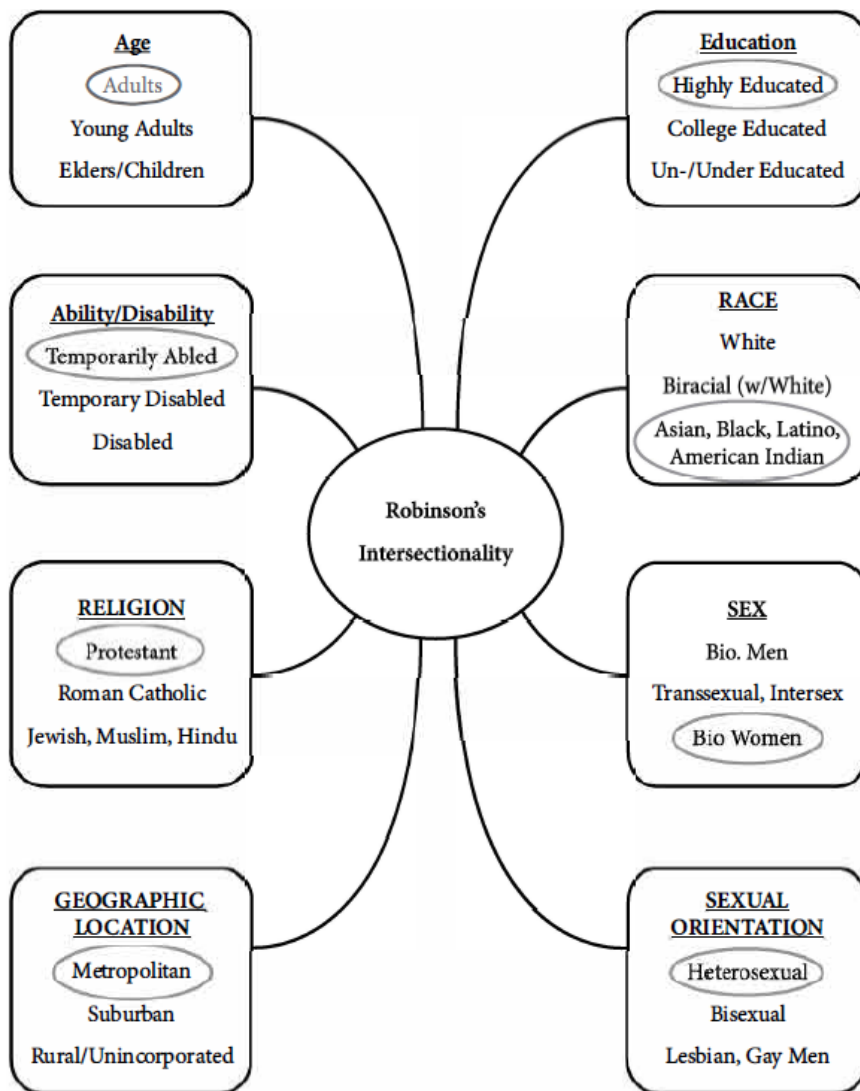 Age
Adults
Young Adults
Elders/Children
Education
Highly Educated
College Educated
Un-/Under Educated
Ability/Disability
Temporarily Abled
Temporary Disabled
Disabled
RACE
White
Biracial (w/White)
Asian, Black, Latino,
American Indian
Robinson's
Intersectionality
RELIGION
Protestant
Roman Catholic
Jewish, Muslim, Hindu
SEX
Bio. Men
Transsexual, Intersex
Bio Women
GEOGRAPHIC
LOCATION
Metropolitan
Suburban
Rural/Unincorporated
SEXUAL
ORIENTATION
Heterosexual
Bisexual
Lesbian, Gay Men